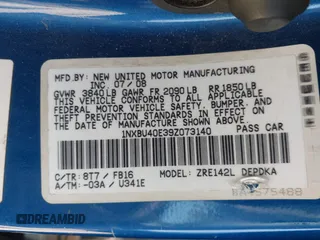 MFD.BY: NEW UNITED MOTOR MANUFACTURING
INC. 07/08
GVWR 3840LB GAWR FR 2090LB RR1850LB
THIS VEHICLE CONFORMS TO ALL APPLICABLE
FEDERAL MOTOR VEHICLE SAFETY, BUMPER, AND
THEFT PREVENTION STANDARDS IN EFFECT ON
THE DATE OF MANUFACTURE SHOWN ABOVE.
1NXBU40E39Z073140 PASS CAR
C/TR: 8T7 / FB16 MODEL: ZRE142L DEPDKA
A/TM: -03A / U341E
DREAMBID